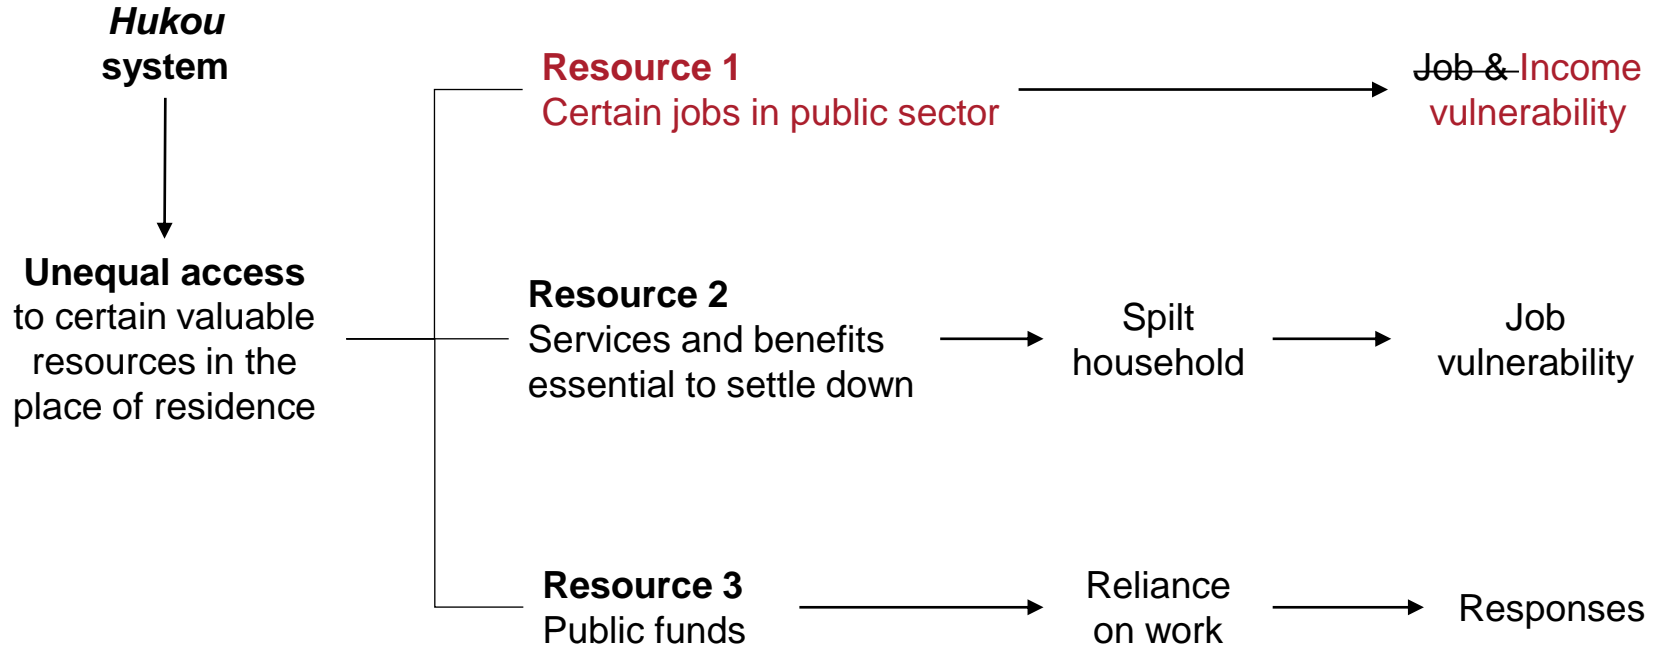 Hukou
system
Unequal access
to certain valuable
resources in the
place of residence
Resource 1
Certain jobs in public sector
Job & Income
vulnerability
Resource 2
Services and benefits
essential to settle down
Spilt
household
Job
vulnerability
Resource 3
Public funds
Reliance
on work
Responses